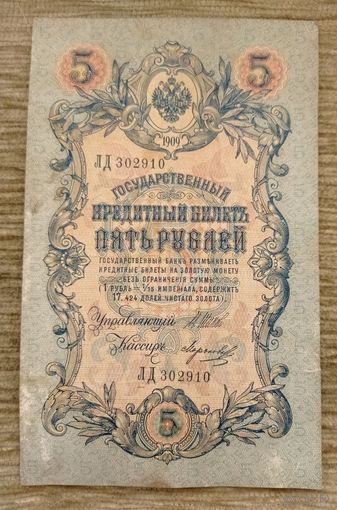 5 5
1909
ЛД 302910
ГОСУДАРСТВЕННЫЙ
КРЕДИТНЫЙ БИЛЕТЪ
ПЯТЬ РУБЛЕЙ
ГОСУДАРСТВЕННЫЙ БАНКЪ РАЗМѢНИВАЕТЪ
КРЕДИТНЫЕ БИЛЕТЫ НА ЗОЛОТУЮ МОНЕТУ
БЕЗЪ ОГРАНИЧЕНІЯ СУММЫ
(1 РУБЛЬ = 1/15 ИМПЕРІАЛА, СОДЕРЖИТЪ
17,424 ДОЛЕЙ ЧИСТАГО ЗОЛОТА).
Управляющій
Кассиръ
ЛД 302910
5